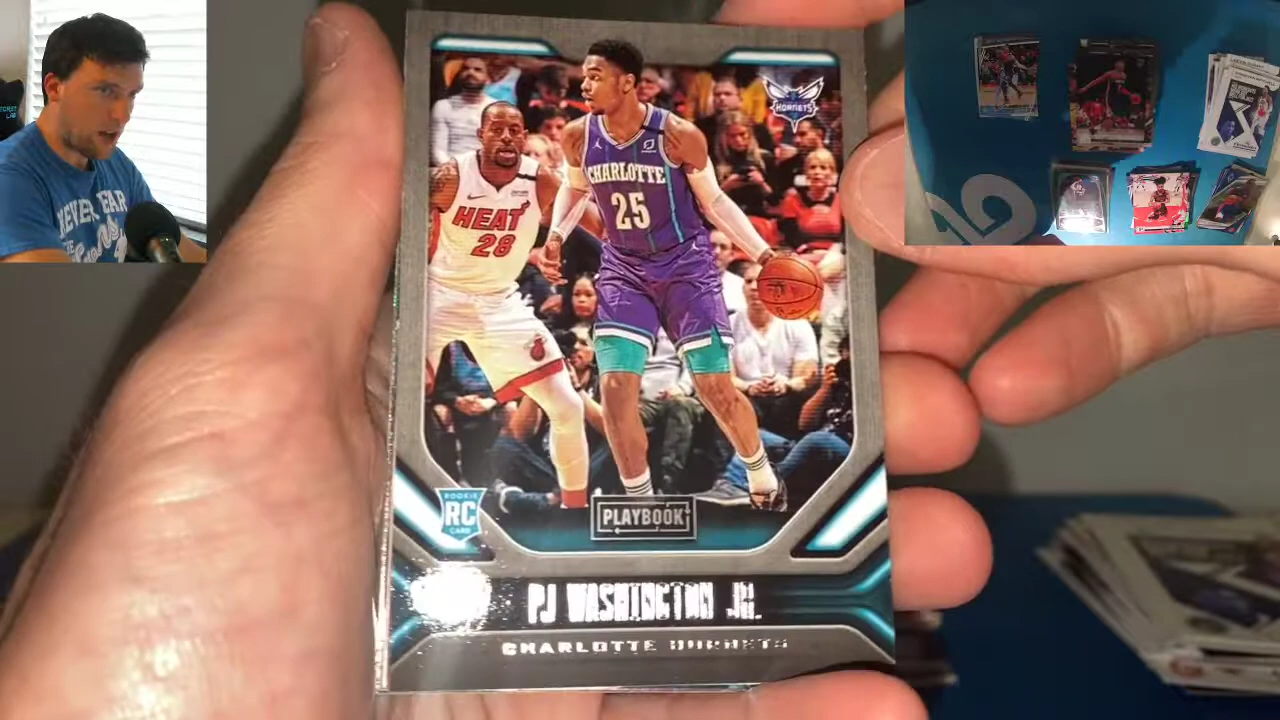 HORNETS
CHARLOTTE
25
HEAT
28
ROOKIE
RC
CARD
PLAYBOOK
PJ WASHINGTON JR.
CHARLOTTE HORNETS